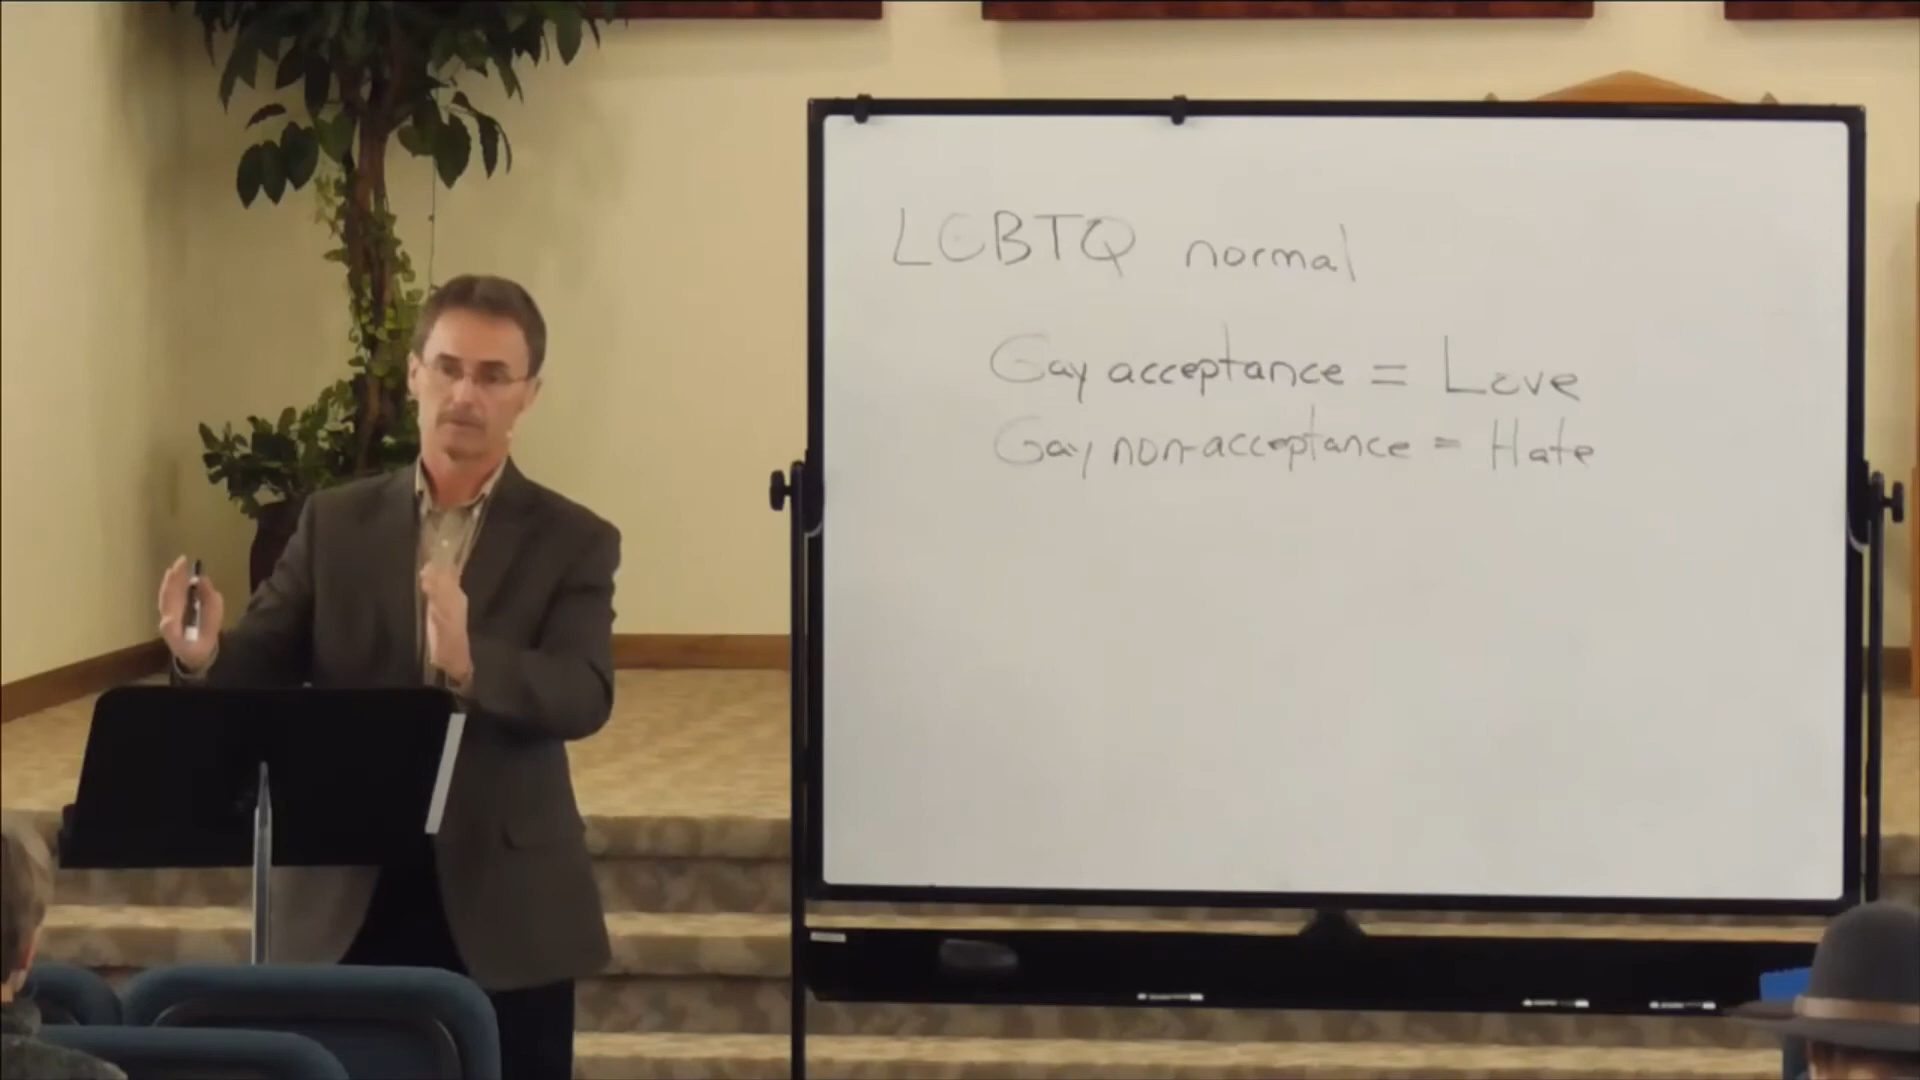 LGBTQ normal
Gay acceptance = Love
Gay non-acceptance = Hate